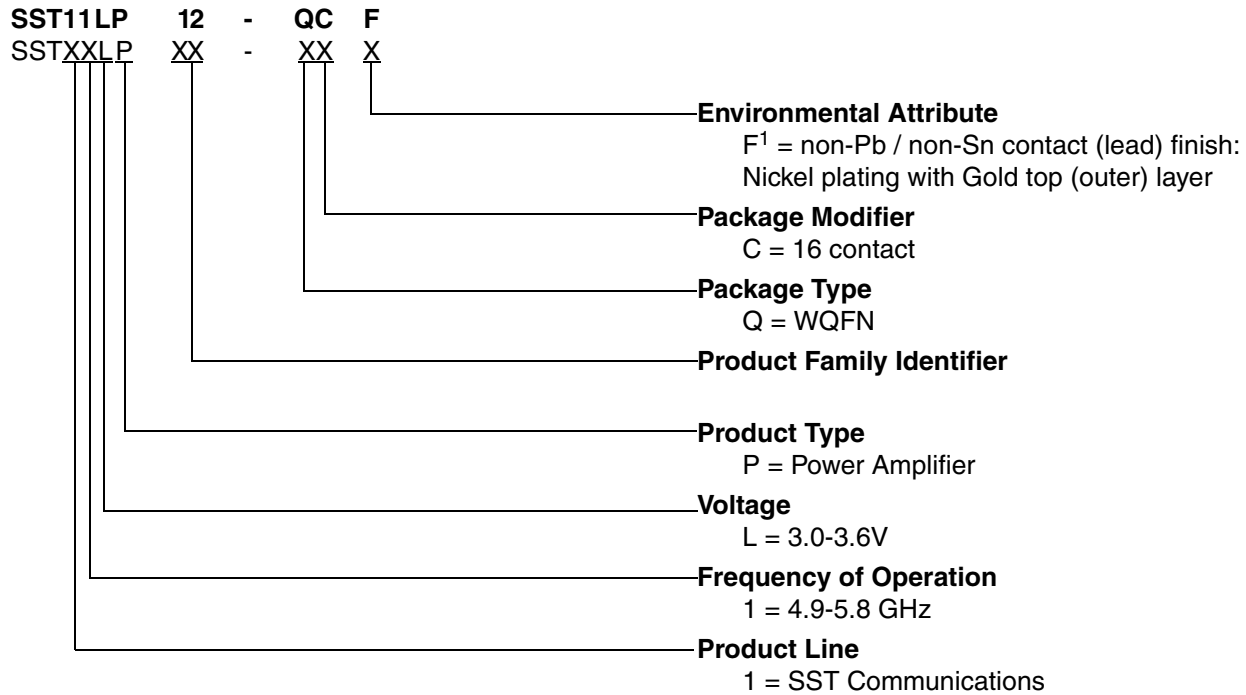 SST11LP 12 - QC F
SSTXXLP XX - XX X
Environmental Attribute
F1 = non-Pb / non-Sn contact (lead) finish:
Nickel plating with Gold top (outer) layer
Package Modifier
C = 16 contact
Package Type
Q = WQFN
Product Family Identifier
Product Type
P = Power Amplifier
Voltage
L = 3.0-3.6V
Frequency of Operation
1 = 4.9-5.8 GHz
Product Line
1 = SST Communications